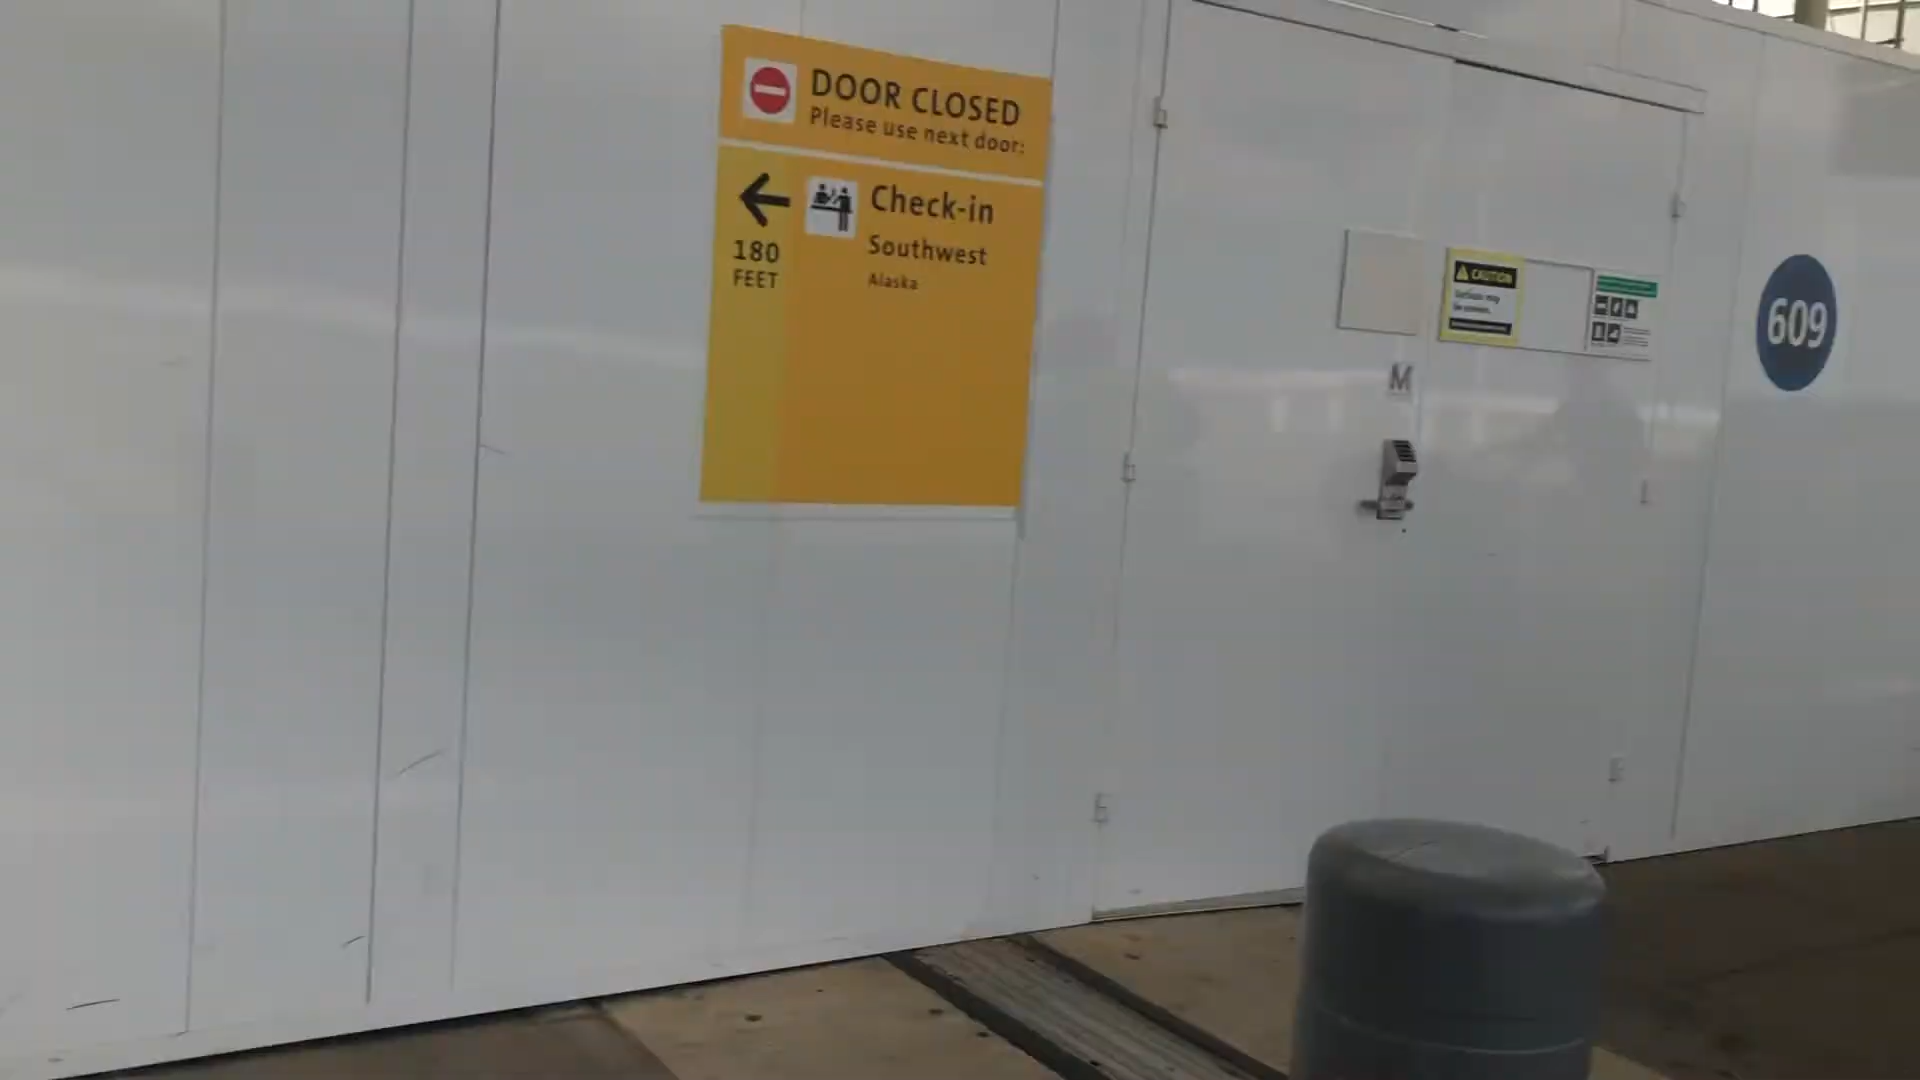 DOOR CLOSED
Please use next door:
180
FEET
Check-in
Southwest
Alaska
CAUTION
M
609